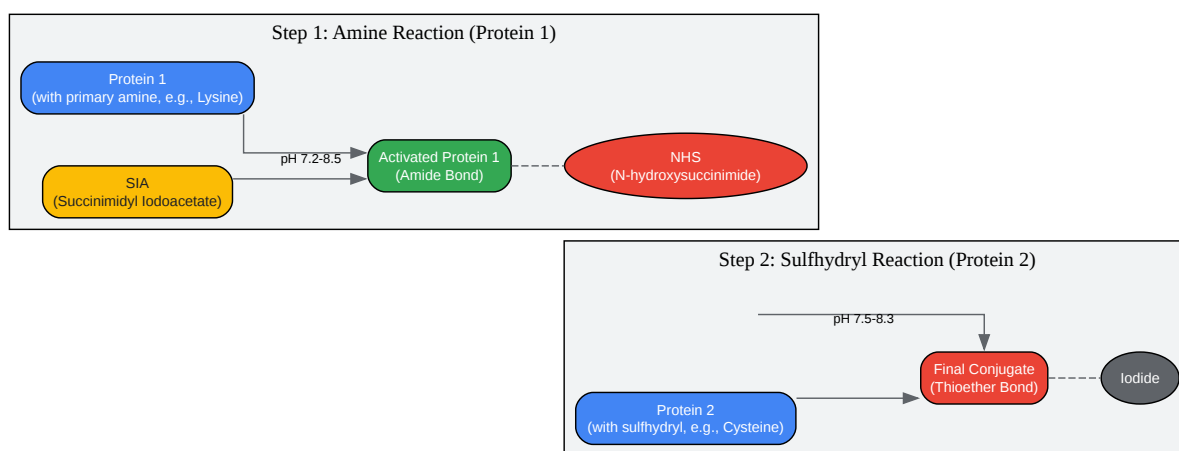 Step 1: Amine Reaction (Protein 1)
Protein 1
(with primary amine, e.g., Lysine)
pH 7.2-8.5
SIA
(Succinimidyl Iodoacetate)
Activated Protein 1
(Amide Bond)
NHS
(N-hydroxysuccinimide)
Step 2: Sulfhydryl Reaction (Protein 2)
pH 7.5-8.3
Final Conjugate
(Thioether Bond)
Iodide
Protein 2
(with sulfhydryl, e.g., Cysteine)